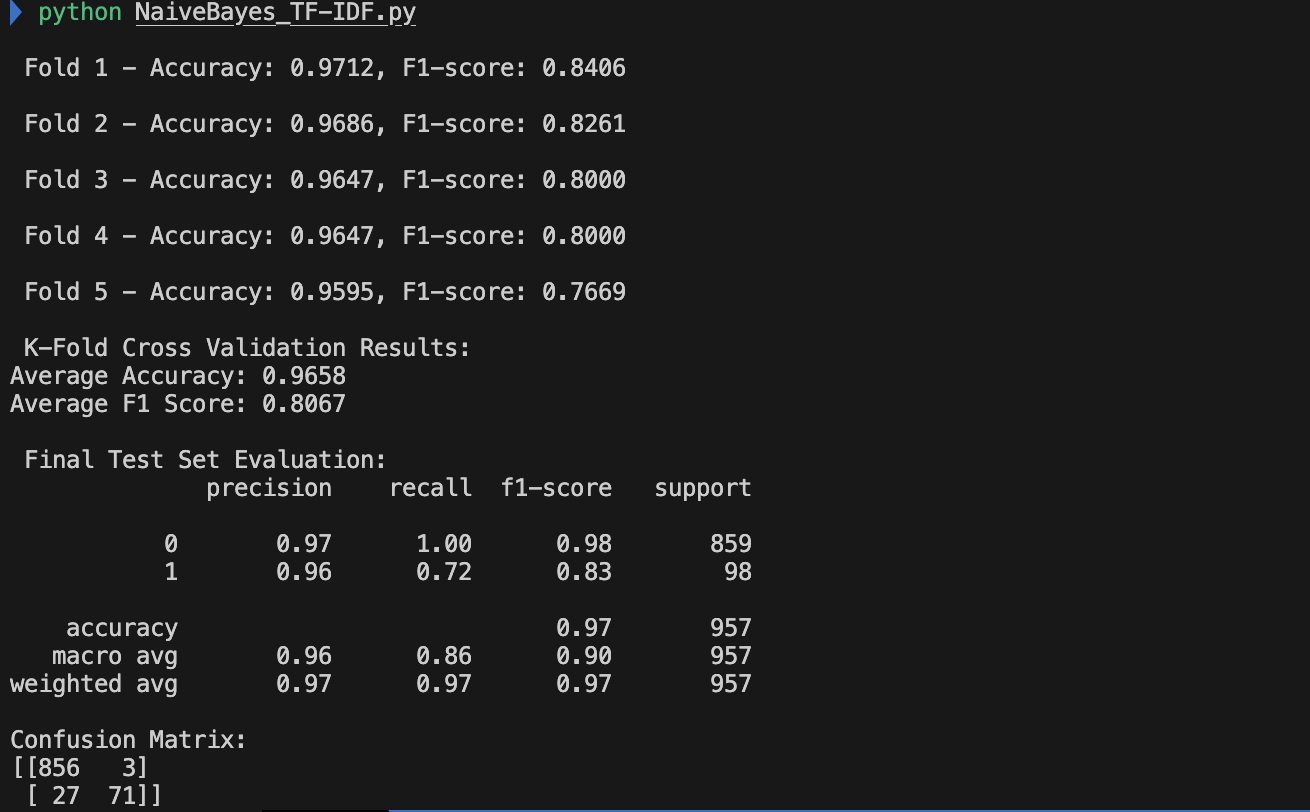 python NaiveBayes_TF-IDF.py
Fold 1 - Accuracy: 0.9712, F1-score: 0.8406
Fold 2 - Accuracy: 0.9686, F1-score: 0.8261
Fold 3 - Accuracy: 0.9647, F1-score: 0.8000
Fold 4 - Accuracy: 0.9647, F1-score: 0.8000
Fold 5 - Accuracy: 0.9595, F1-score: 0.7669
K-Fold Cross Validation Results:
Average Accuracy: 0.9658
Average F1 Score: 0.8067
Final Test Set Evaluation:
precision recall f1-score support
0 0.97 1.00 0.98 859
1 0.96 0.72 0.83 98
accuracy 0.97 957
macro avg 0.96 0.86 0.90 957
weighted avg 0.97 0.97 0.97 957
Confusion Matrix:
[[856 3]
[ 27 71]]